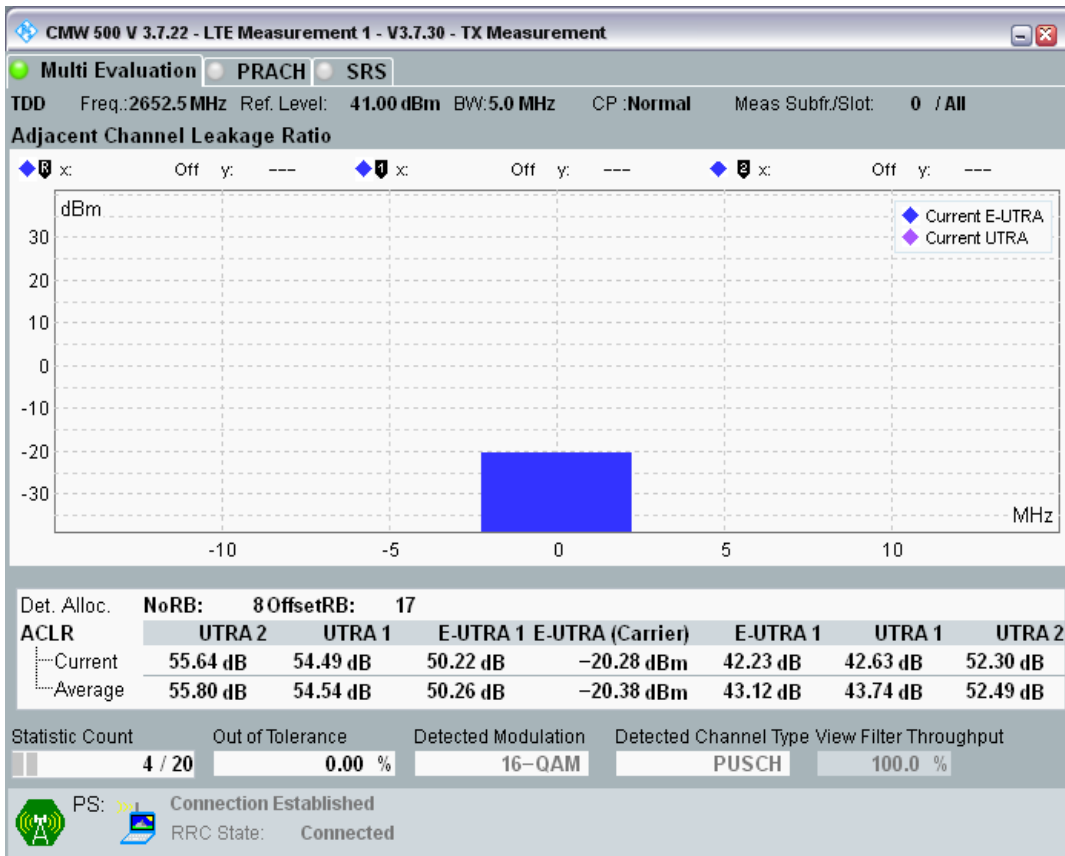 CMW 500 V 3.7.22 - LTE Measurement 1 - V3.7.30 - TX Measurement
Multi Evaluation PRACH SRS
TDD Freq.:2652.5 MHz Ref. Level: 41.00 dBm BW:5.0 MHz CP :Normal Meas Subfr./Slot: 0 / All
Adjacent Channel Leakage Ratio
R x: Off y: --- 1 x: Off y: --- 2 x: Off y: ---
dBm
Current E-UTRA
Current UTRA
30
20
10
0
-10
-20
-30
MHz
-10 -5 0 5 10
Det. Alloc. NoRB: 8 OffsetRB: 17
ACLR UTRA 2 UTRA 1 E-UTRA 1 E-UTRA (Carrier) E-UTRA 1 UTRA 1 UTRA 2
Current 55.64 dB 54.49 dB 50.22 dB −20.28 dBm 42.23 dB 42.63 dB 52.30 dB
Average 55.80 dB 54.54 dB 50.26 dB −20.38 dBm 43.12 dB 43.74 dB 52.49 dB
Statistic Count Out of Tolerance Detected Modulation Detected Channel Type View Filter Throughput
4 / 20 0.00 % 16−QAM PUSCH 100.0 %
PS: Connection Established
RRC State: Connected